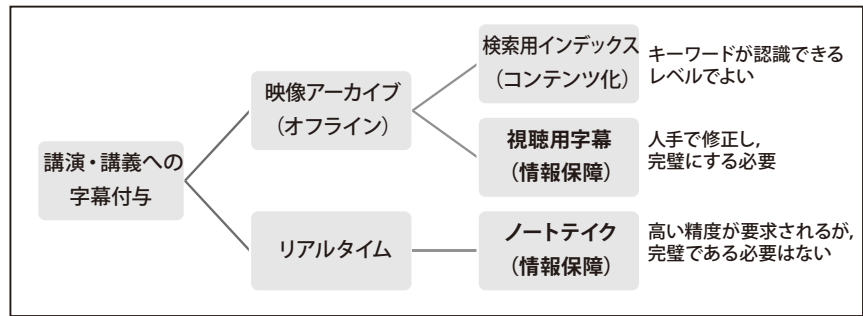 講演・講義への
字幕付与
映像アーカイブ
（オフライン）
検索用インデックス
（コンテンツ化）
キーワードが認識できる
レベルでよい
視聴用字幕
（情報保障）
人手で修正し，
完璧にする必要
リアルタイム
ノートテイク
（情報保障）
高い精度が要求されるが，
完璧である必要はない